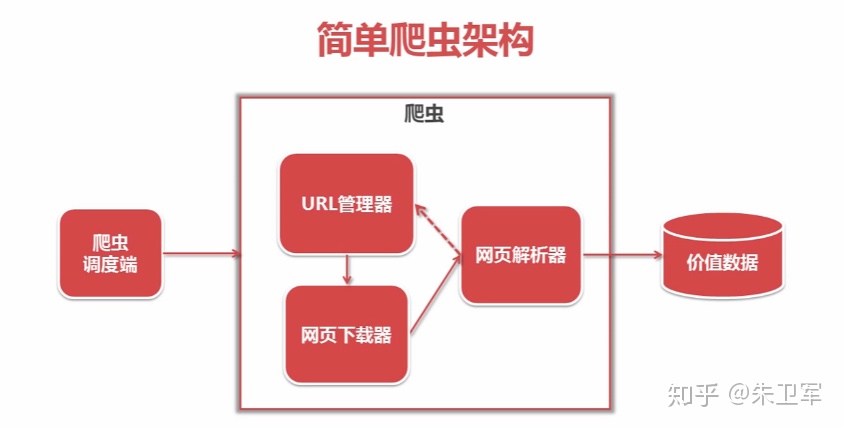 简单爬虫架构
爬虫
URL管理器
爬虫
调度端
网页解析器
价值数据
网页下载器
知乎 @朱卫军